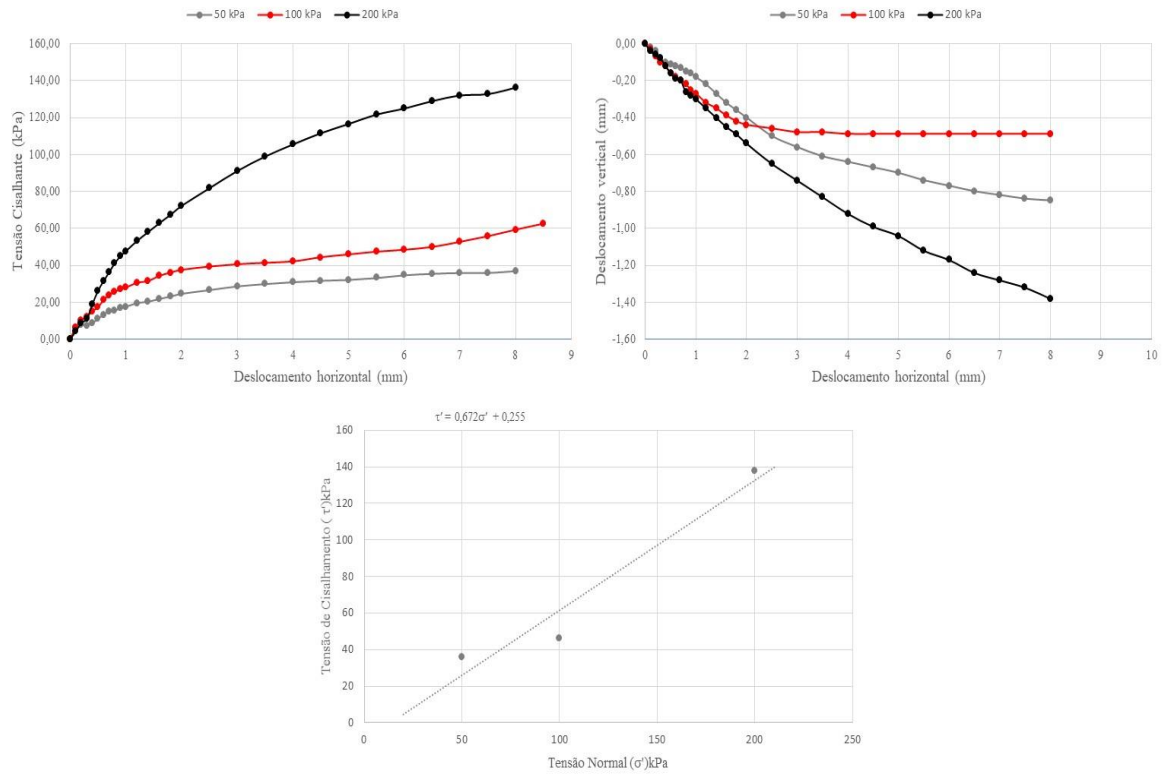 50 kPa 100 kPa 200 kPa
160,00
140,00
120,00
100,00
80,00
60,00
40,00
20,00
0,00
Tensão Cisalhante (kPa)
0 1 2 3 4 5 6 7 8 9
Deslocamento horizontal (mm)
50 kPa 100 kPa 200 kPa
0,00
-0,20
-0,40
-0,60
-0,80
-1,00
-1,20
-1,40
-1,60
Deslocamento vertical (mm)
0 1 2 3 4 5 6 7 8 9 10
Deslocamento horizontal (mm)
τ' = 0,672σ' + 0,255
160
140
120
100
80
60
40
20
0
Tensão de Cisalhamento ( τ')kPa
0 50 100 150 200 250
Tensão Normal (σ')kPa